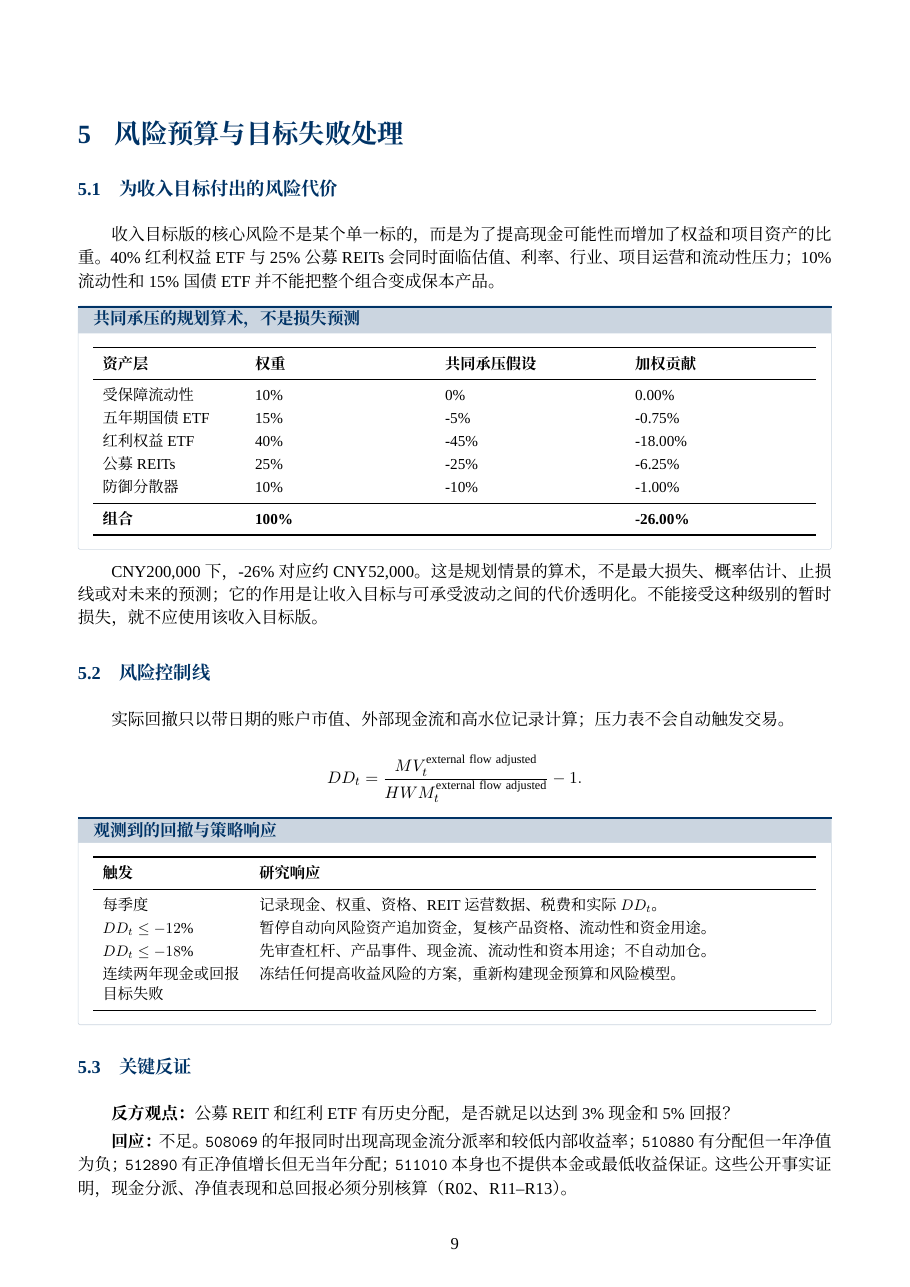 5 风险预算与目标失败处理
5.1 为收入目标付出的风险代价
收入目标版的核心风险不是某个单一标的，而是为了提高现金可能性而增加了权益和项目资产的比
重。40% 红利权益 ETF 与 25% 公募 REITs 会同时面临估值、利率、行业、项目运营和流动性压力；10%
流动性和 15% 国债 ETF 并不能把整个组合变成保本产品。
共同承压的规划算术，不是损失预测
资产层 权重 共同承压假设 加权贡献
受保障流动性 10% 0% 0.00%
五年期国债 ETF 15% -5% -0.75%
红利权益 ETF 40% -45% -18.00%
公募 REITs 25% -25% -6.25%
防御分散器 10% -10% -1.00%
组合 100% -26.00%
CNY200,000 下，-26% 对应约 CNY52,000。这是规划情景的算术，不是最大损失、概率估计、止损
线或对未来的预测；它的作用是让收入目标与可承受波动之间的代价透明化。不能接受这种级别的暂时
损失，就不应使用该收入目标版。
5.2 风险控制线
实际回撤只以带日期的账户市值、外部现金流和高水位记录计算；压力表不会自动触发交易。
$DD_t = \frac{MV_t^{\text{external flow adjusted}}}{HWM_t^{\text{external flow adjusted}}} - 1.$
观测到的回撤与策略响应
触发 研究响应
每季度 记录现金、权重、资格、REIT 运营数据、税费和实际 $DD_t$。
$DD_t \leq -12\%$ 暂停自动向风险资产追加资金，复核产品资格、流动性和资金用途。
$DD_t \leq -18\%$ 先审查杠杆、产品事件、现金流、流动性和资本用途；不自动加仓。
连续两年现金或回报 冻结任何提高收益风险的方案，重新构建现金预算和风险模型。
目标失败
5.3 关键反证
反方观点：公募 REIT 和红利 ETF 有历史分配，是否就足以达到 3% 现金和 5% 回报？
回应：不足。508069 的年报同时出现高现金流分派率和较低内部收益率；510880 有分配但一年净值
为负；512890 有正净值增长但无当年分配；511010 本身也不提供本金或最低收益保证。这些公开事实证
明，现金分派、净值表现和总回报必须分别核算（R02、R11–R13）。
9